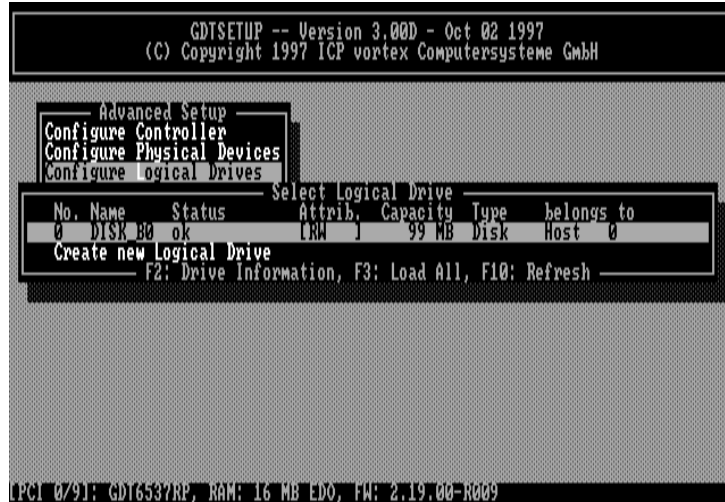 GDTSETUP -- Version 3.00D - Oct 02 1997
(C) Copyright 1997 ICP vortex Computersysteme GmbH
Advanced Setup
Configure Controller
Configure Physical Devices
Configure Logical Drives
Select Logical Drive
No. Name Status Attrib. Capacity Type belongs to
0 DISK_B0 ok [RW ] 99 MB Disk Host 0
Create new Logical Drive
F2: Drive Information, F3: Load All, F10: Refresh
[PCI 0/9]: GDT6537RP, RAM: 16 MB EDO, FW: 2.19.00-R009